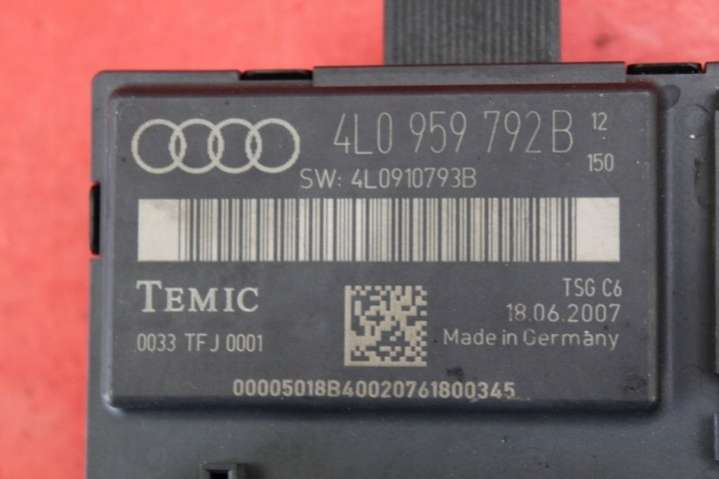 4L0 959 792B 12
150
SW: 4L0910793B
TEMIC
TSG C6
18.06.2007
0033 TFJ 0001
Made in Germany
00005018B40020761800345